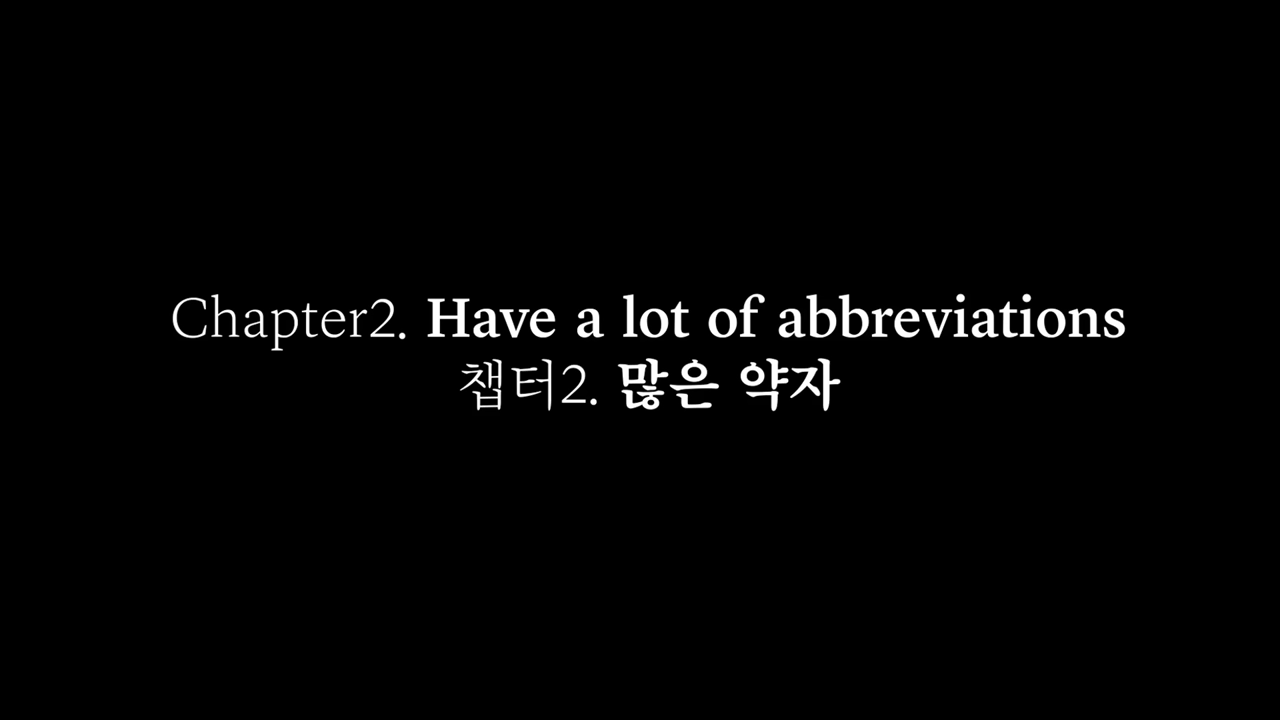 Chapter2. Have a lot of abbreviations
챕터2. 많은 약자